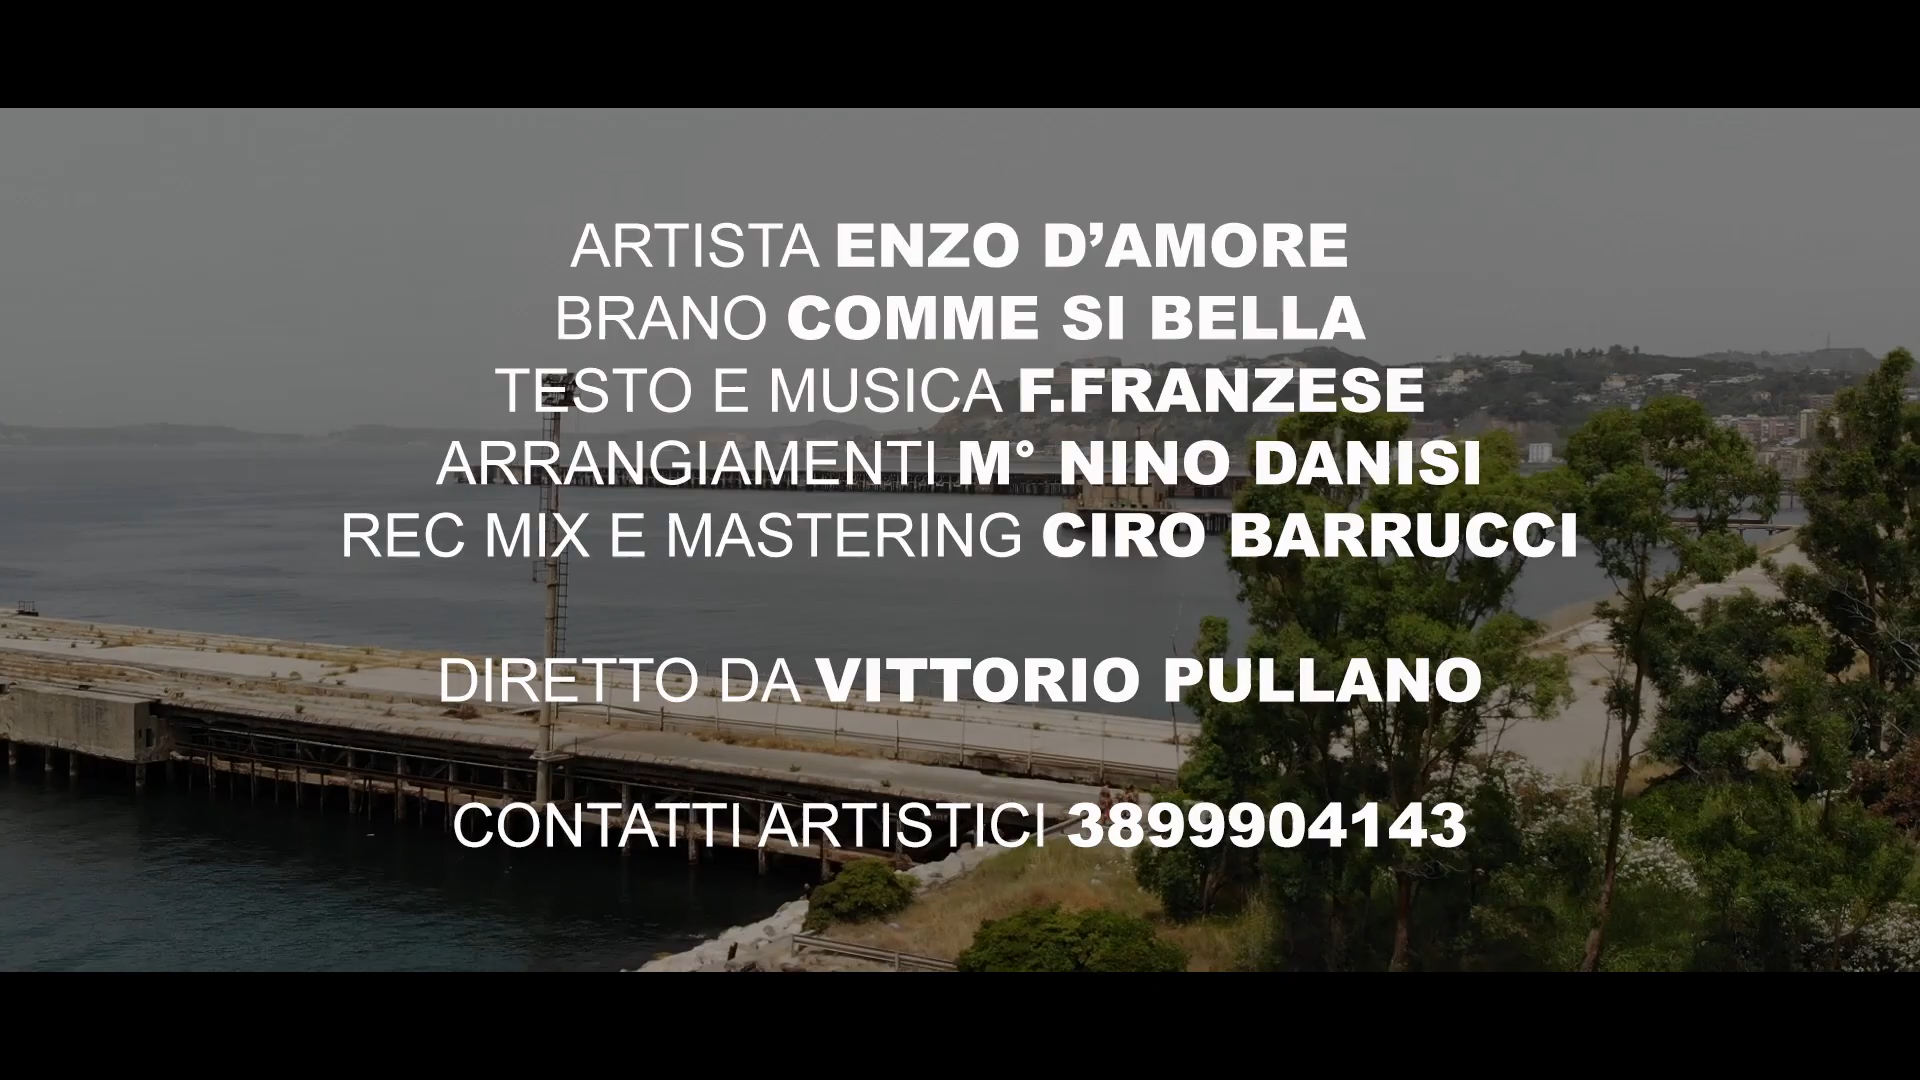 ARTISTA ENZO D’AMORE
BRANO COMME SI BELLA
TESTO E MUSICA F.FRANZESE
ARRANGIAMENTI M° NINO DANISI
REC MIX E MASTERING CIRO BARRUCCI
DIRETTO DA VITTORIO PULLANO
CONTATTI ARTISTICI 3899904143